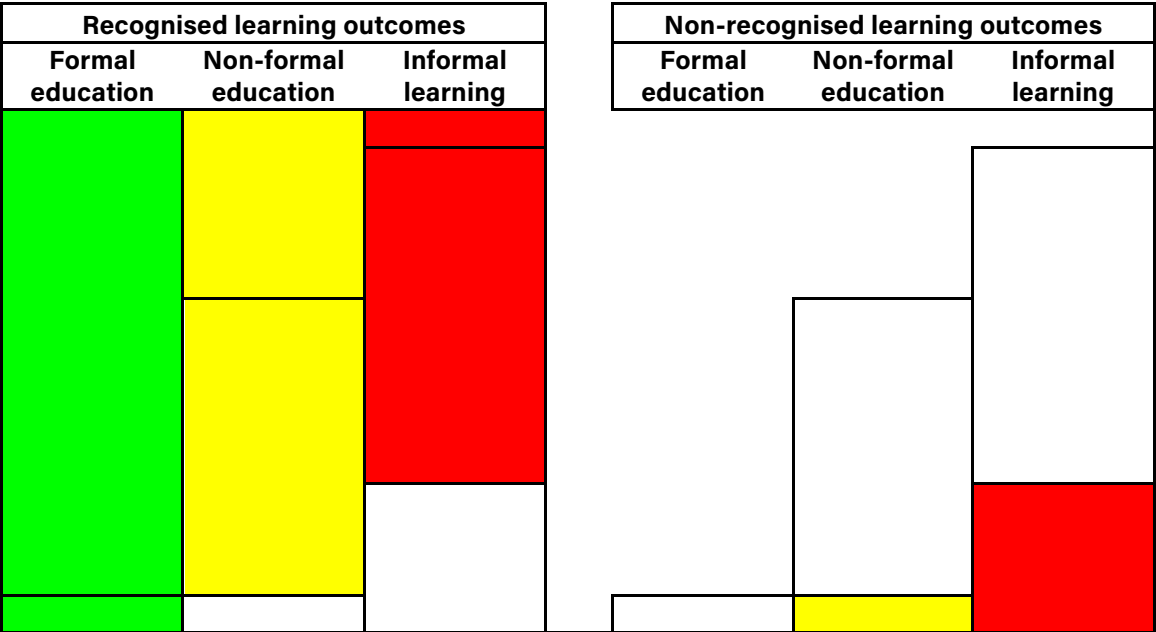 Recognised learning outcomes
Formal education
Non-formal education
Informal learning
Non-recognised learning outcomes
Formal education
Non-formal education
Informal learning